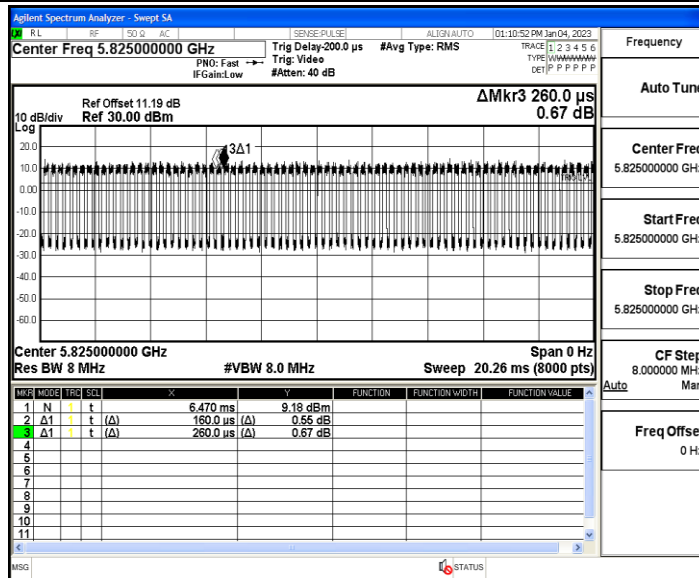 Agilent Spectrum Analyzer - Swept SA
RL RF 50 Ω AC SENSE:PULSE ALIGN AUTO 01:10:52 PM Jan 04, 2023
Center Freq 5.825000000 GHz
PNO: Fast
IFGain:Low
Trig Delay-200.0 µs
Trig: Video
#Atten: 40 dB
#Avg Type: RMS
TRACE 1 2 3 4 5 6
TYPE WWWWWW
DET P P P P P P
Frequency
Auto Tune
Center Freq
5.825000000 GHz
Start Freq
5.825000000 GHz
Stop Freq
5.825000000 GHz
CF Step
8.000000 MHz
Auto Man
Freq Offset
0 Hz
Ref Offset 11.19 dB
10 dB/div Ref 30.00 dBm
Log
ΔMkr3 260.0 µs
0.67 dB
20.0
10.0
0.00
-10.0
-20.0
-30.0
-40.0
-50.0
-60.0
3Δ1
Center 5.825000000 GHz Span 0 Hz
Res BW 8 MHz #VBW 8.0 MHz Sweep 20.26 ms (8000 pts)
MKR MODE TRC SCL X Y FUNCTION FUNCTION WIDTH FUNCTION VALUE
1 N 1 t 6.470 ms 9.18 dBm
2 Δ1 1 t (Δ) 160.0 µs (Δ) 0.55 dB
3 Δ1 1 t (Δ) 260.0 µs (Δ) 0.67 dB
4
5
6
7
8
9
10
11
MSG STATUS